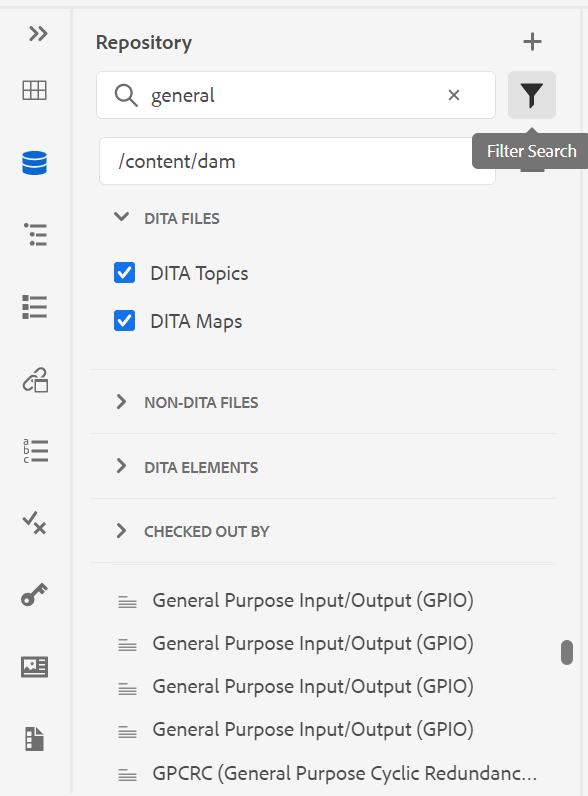 Repository
general
Filter Search
/content/dam
DITA FILES
DITA Topics
DITA Maps
NON-DITA FILES
DITA ELEMENTS
CHECKED OUT BY
General Purpose Input/Output (GPIO)
General Purpose Input/Output (GPIO)
General Purpose Input/Output (GPIO)
General Purpose Input/Output (GPIO)
GPCRC (General Purpose Cyclic Redundanc...